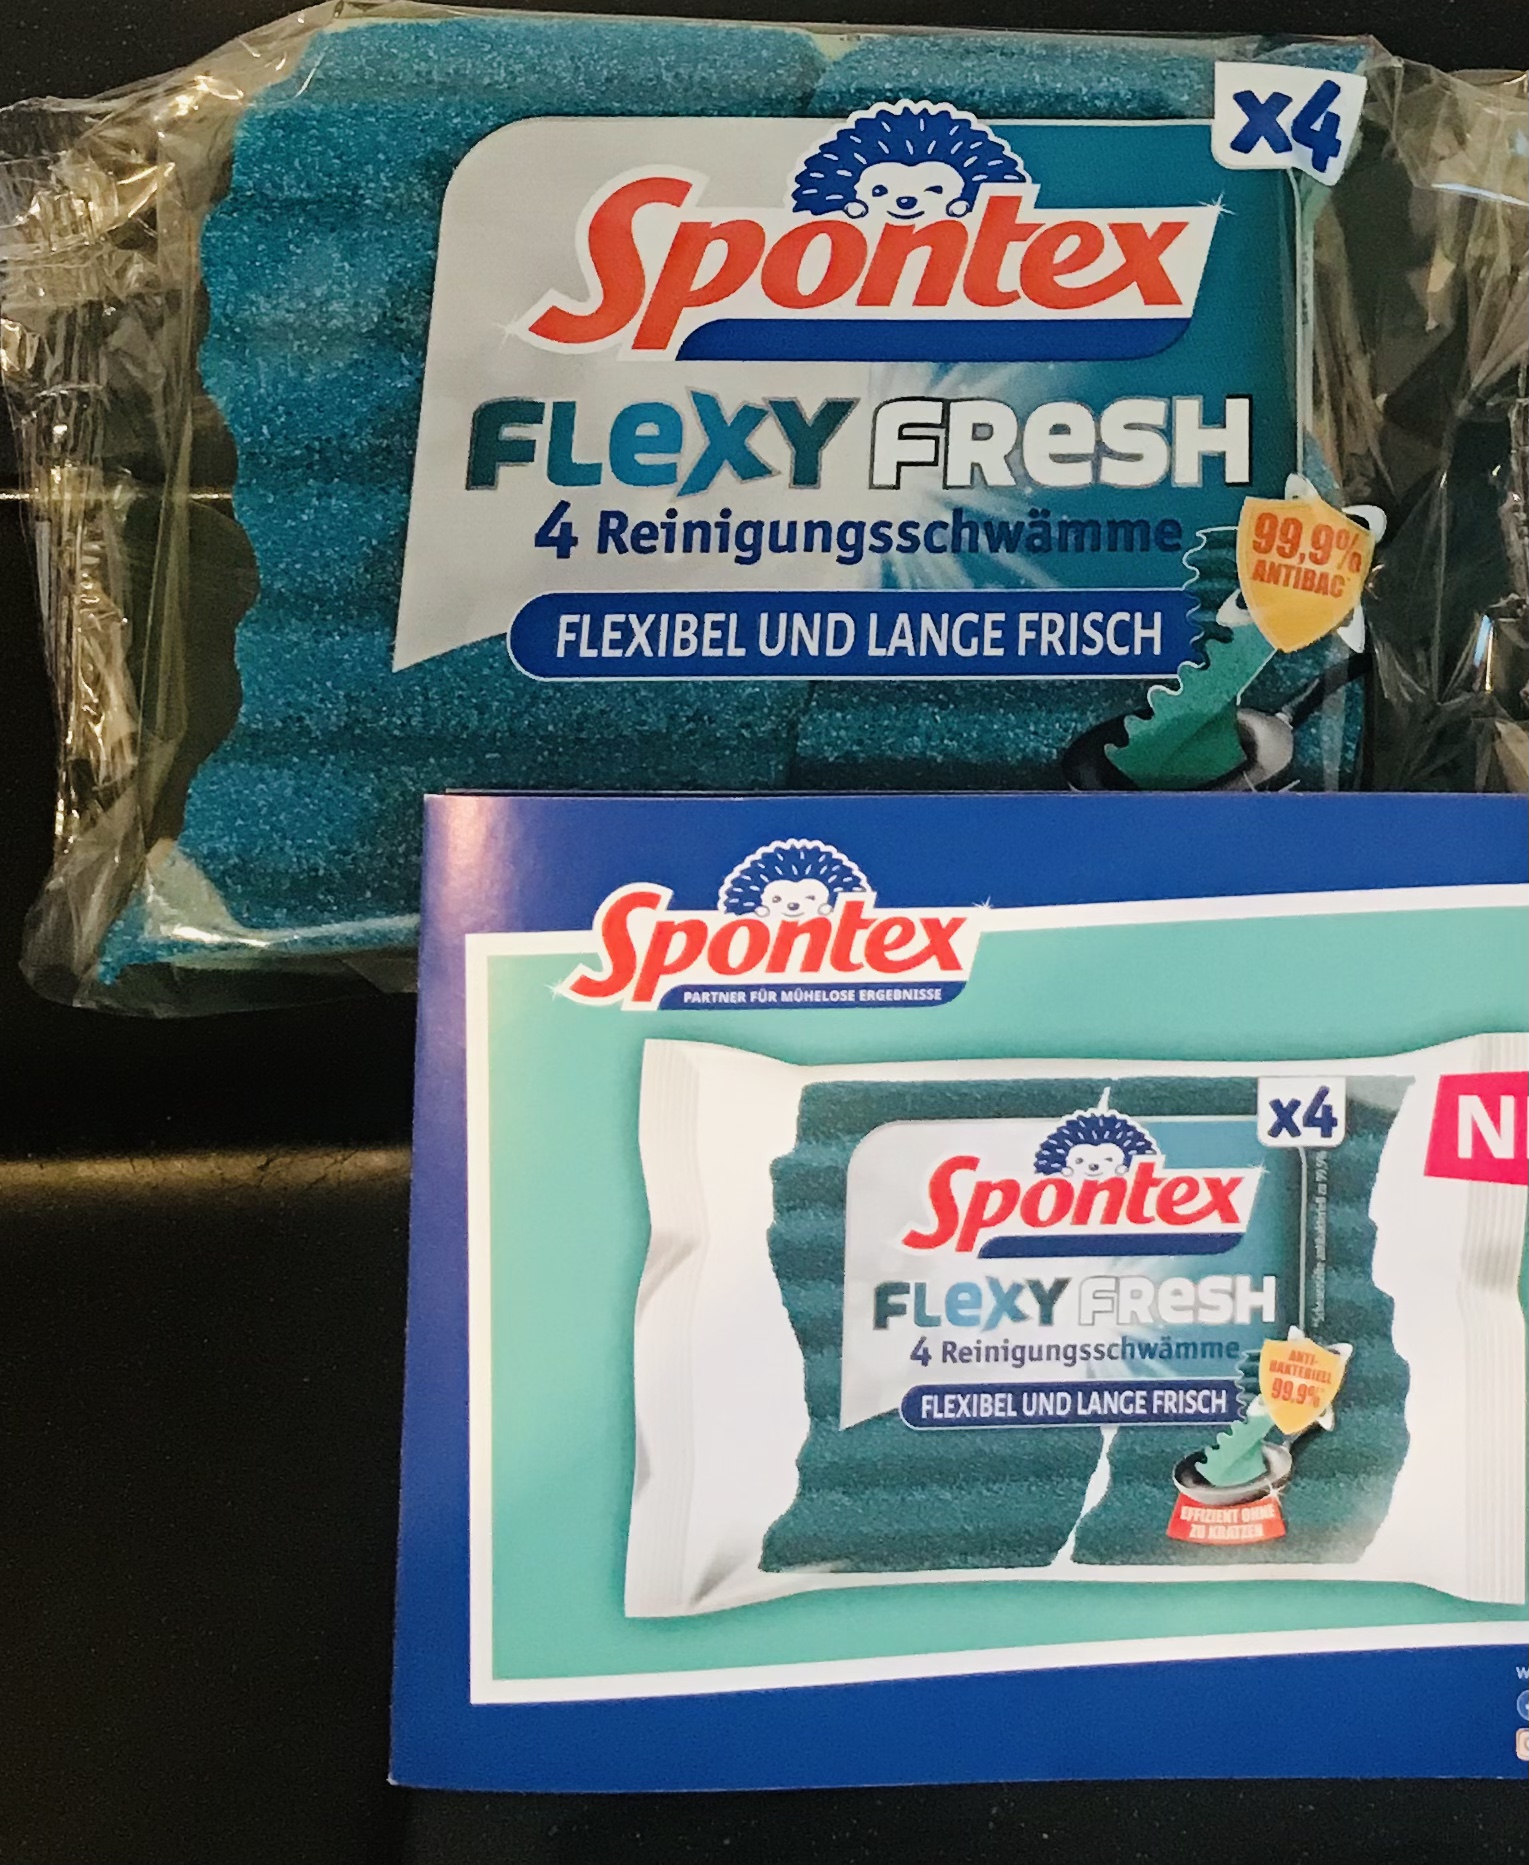 x4
Spontex
FLEXY FRESH
4 Reinigungsschwämme
99,9%
ANTIBAC
FLEXIBEL UND LANGE FRISCH
Spontex
PARTNER FÜR MÜHELOSE ERGEBNISSE
x4
Spontex
FLEXY FRESH
4 Reinigungsschwämme
ANTI-
BAKTERIELL
99,9%
FLEXIBEL UND LANGE FRISCH
EFFIZIENT OHNE
ZU KRATZEN